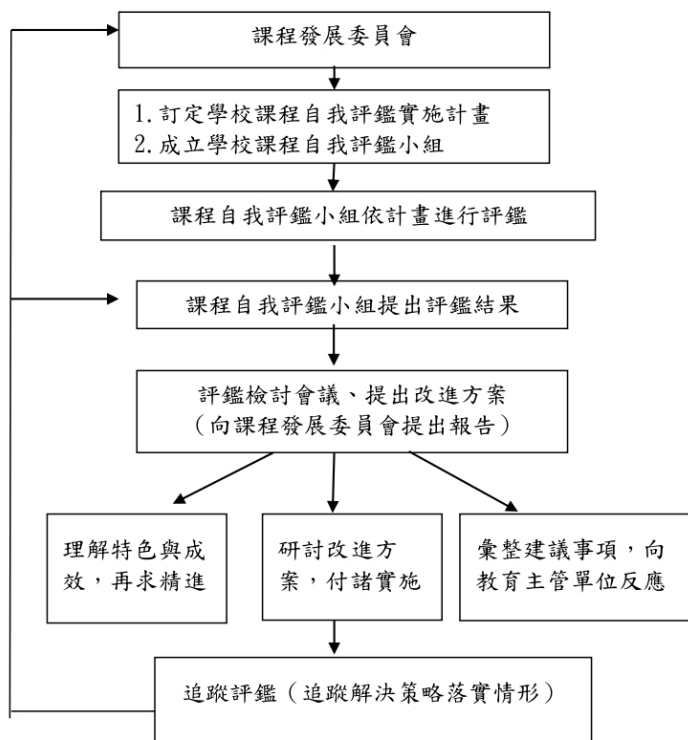 課程發展委員會
1.訂定學校課程自我評鑑實施計畫
2.成立學校課程自我評鑑小組
課程自我評鑑小組依計畫進行評鑑
課程自我評鑑小組提出評鑑結果
評鑑檢討會議、提出改進方案
（向課程發展委員會提出報告）
理解特色與成
效，再求精進
研討改進方
案，付諸實施
彙整建議事項，向
教育主管單位反應
追蹤評鑑（追蹤解決策略落實情形）